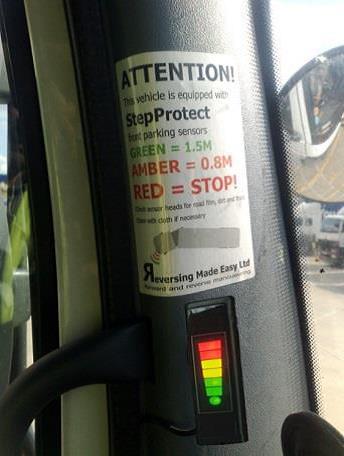 ATTENTION!
This vehicle is equipped with
StepProtect
front parking sensors
GREEN = 1.5M
AMBER = 0.8M
RED = STOP!
Check sensor heads for road film, dirt and
Clean with cloth if necessary
Reversing Made Easy Ltd
forward and reverse manoeuvring